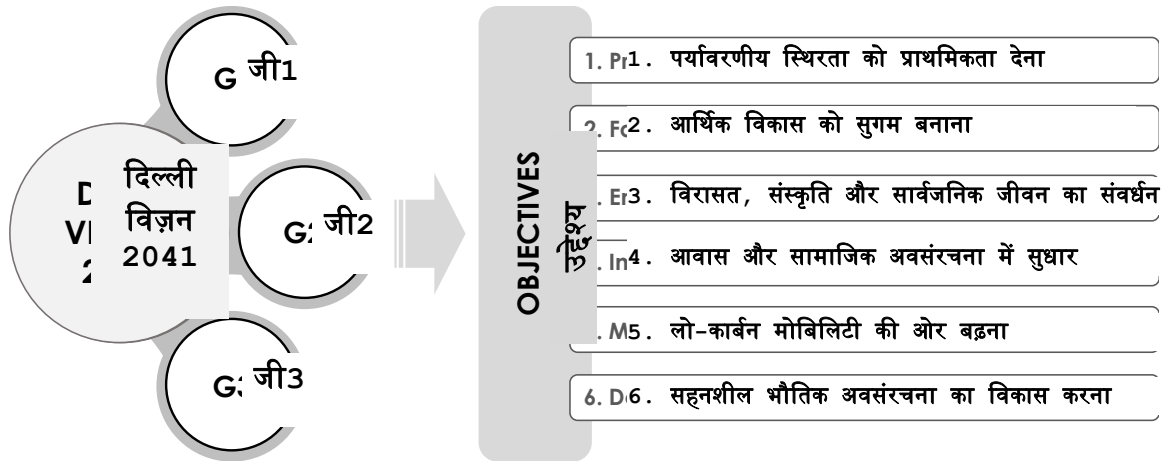 जी1
दिल्ली
विज़न
2041
जी2
जी3
OBJECTIVES
उद्देश्य
1. पर्यावरणीय स्थिरता को प्राथमिकता देना
2. आर्थिक विकास को सुगम बनाना
3. विरासत, संस्कृति और सार्वजनिक जीवन का संवर्धन
4. आवास और सामाजिक अवसंरचना में सुधार
5. लो-कार्बन मोबिलिटी की ओर बढ़ना
6. सहनशील भौतिक अवसंरचना का विकास करना